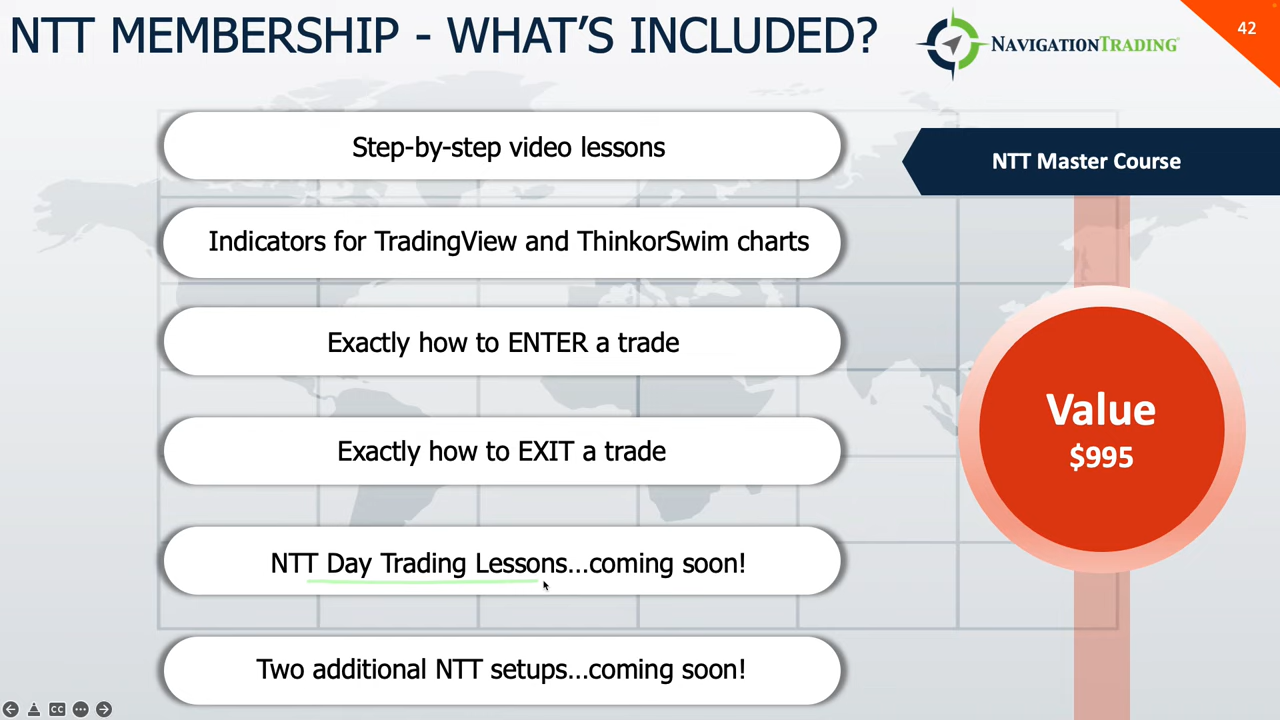 NTT MEMBERSHIP - WHAT'S INCLUDED?
NAVIGATIONTRADING®
42
Step-by-step video lessons
NTT Master Course
Indicators for TradingView and ThinkorSwim charts
Exactly how to ENTER a trade
Value
$995
Exactly how to EXIT a trade
NTT Day Trading Lessons...coming soon!
Two additional NTT setups...coming soon!
CC